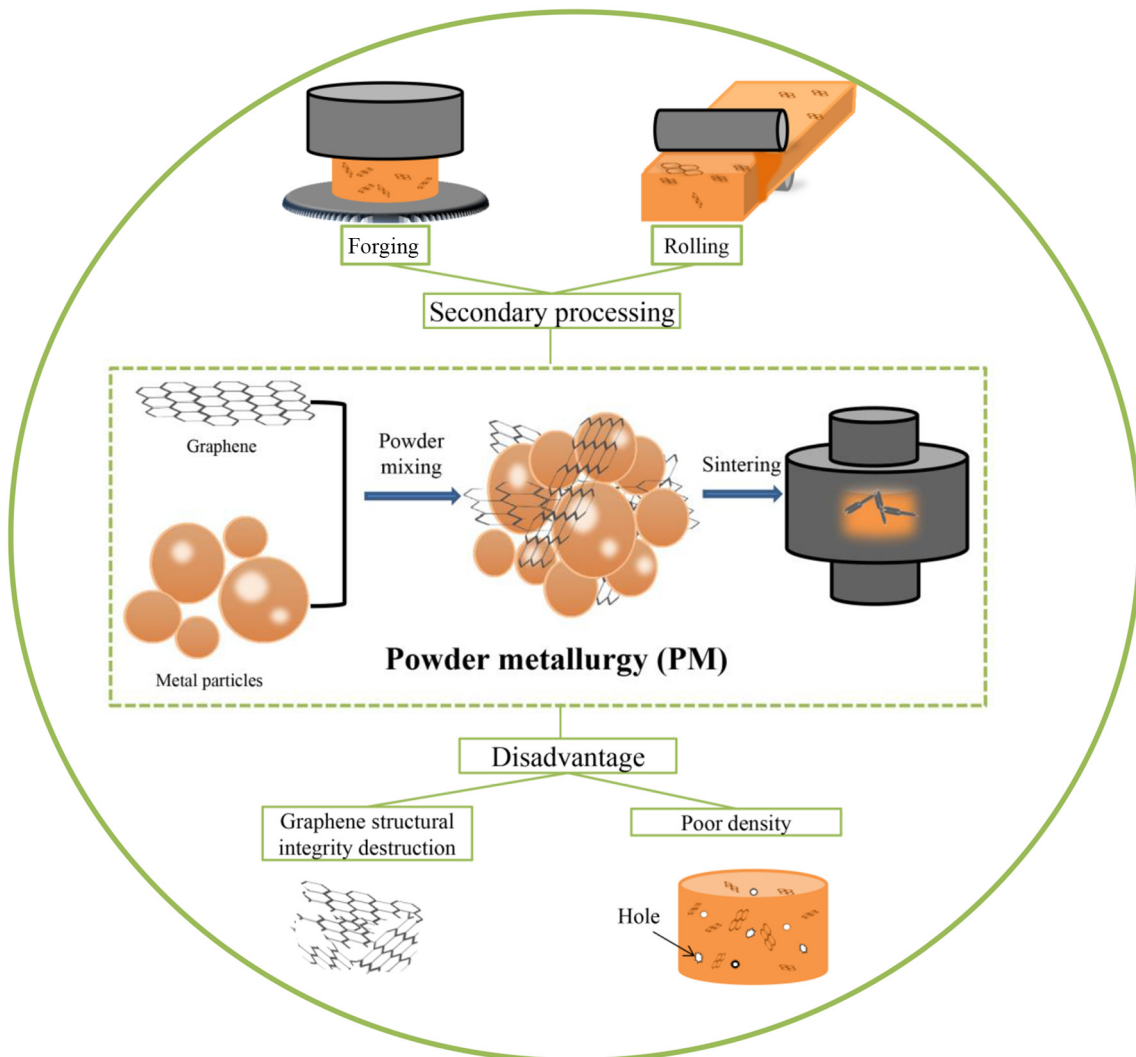 Forging
Rolling
Secondary processing
Graphene
Powder
mixing
Sintering
Metal particles
Powder metallurgy (PM)
Disadvantage
Graphene structural
integrity destruction
Poor density
Hole